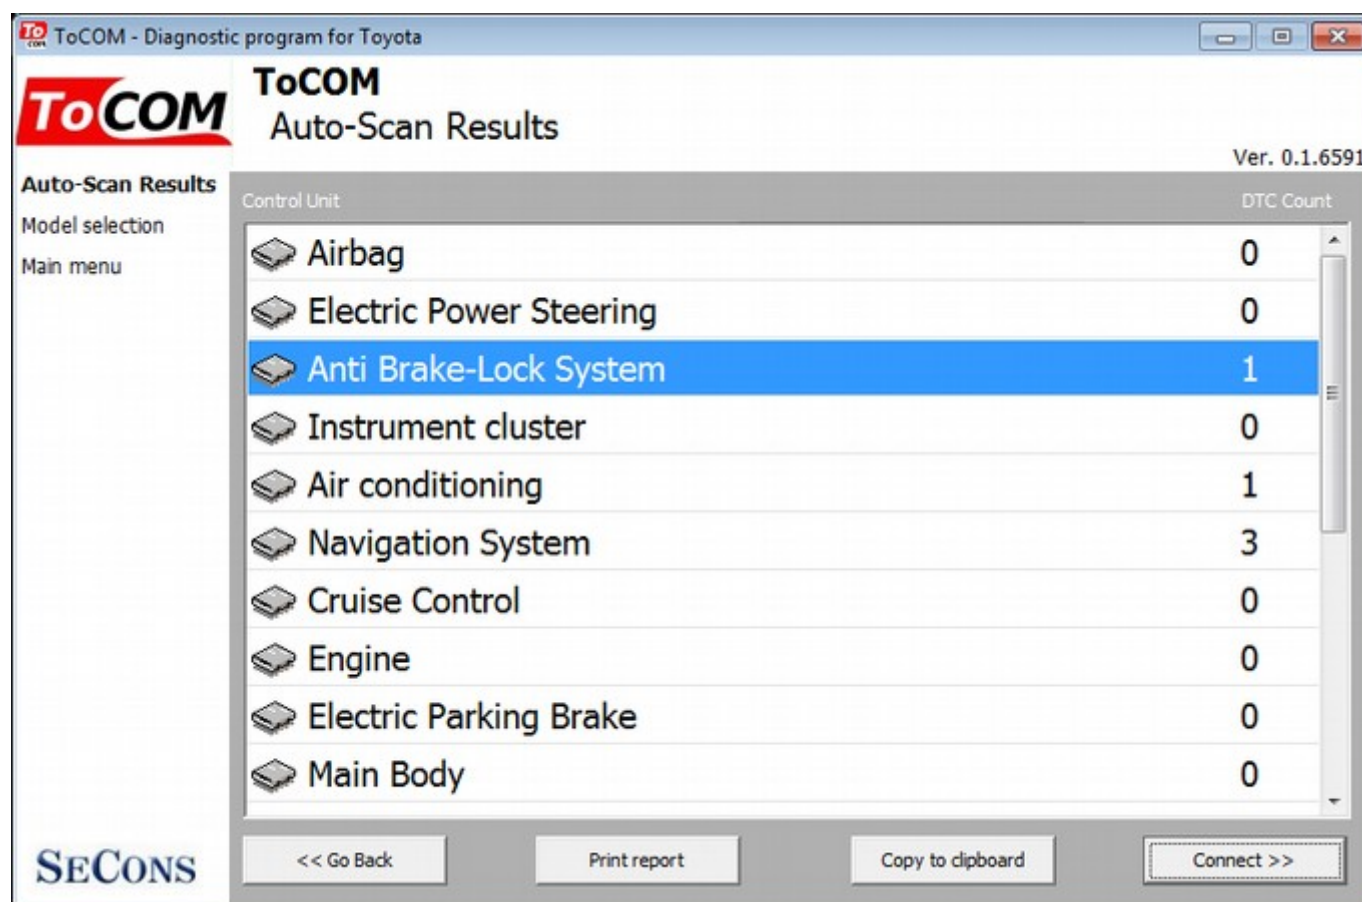 ToCOM - Diagnostic program for Toyota
ToCOM
ToCOM
Auto-Scan Results
Ver. 0.1.6591
Auto-Scan Results
Model selection
Main menu
Control Unit DTC Count
Airbag 0
Electric Power Steering 0
Anti Brake-Lock System 1
Instrument cluster 0
Air conditioning 1
Navigation System 3
Cruise Control 0
Engine 0
Electric Parking Brake 0
Main Body 0
SECONS
<< Go Back Print report Copy to clipboard Connect >>